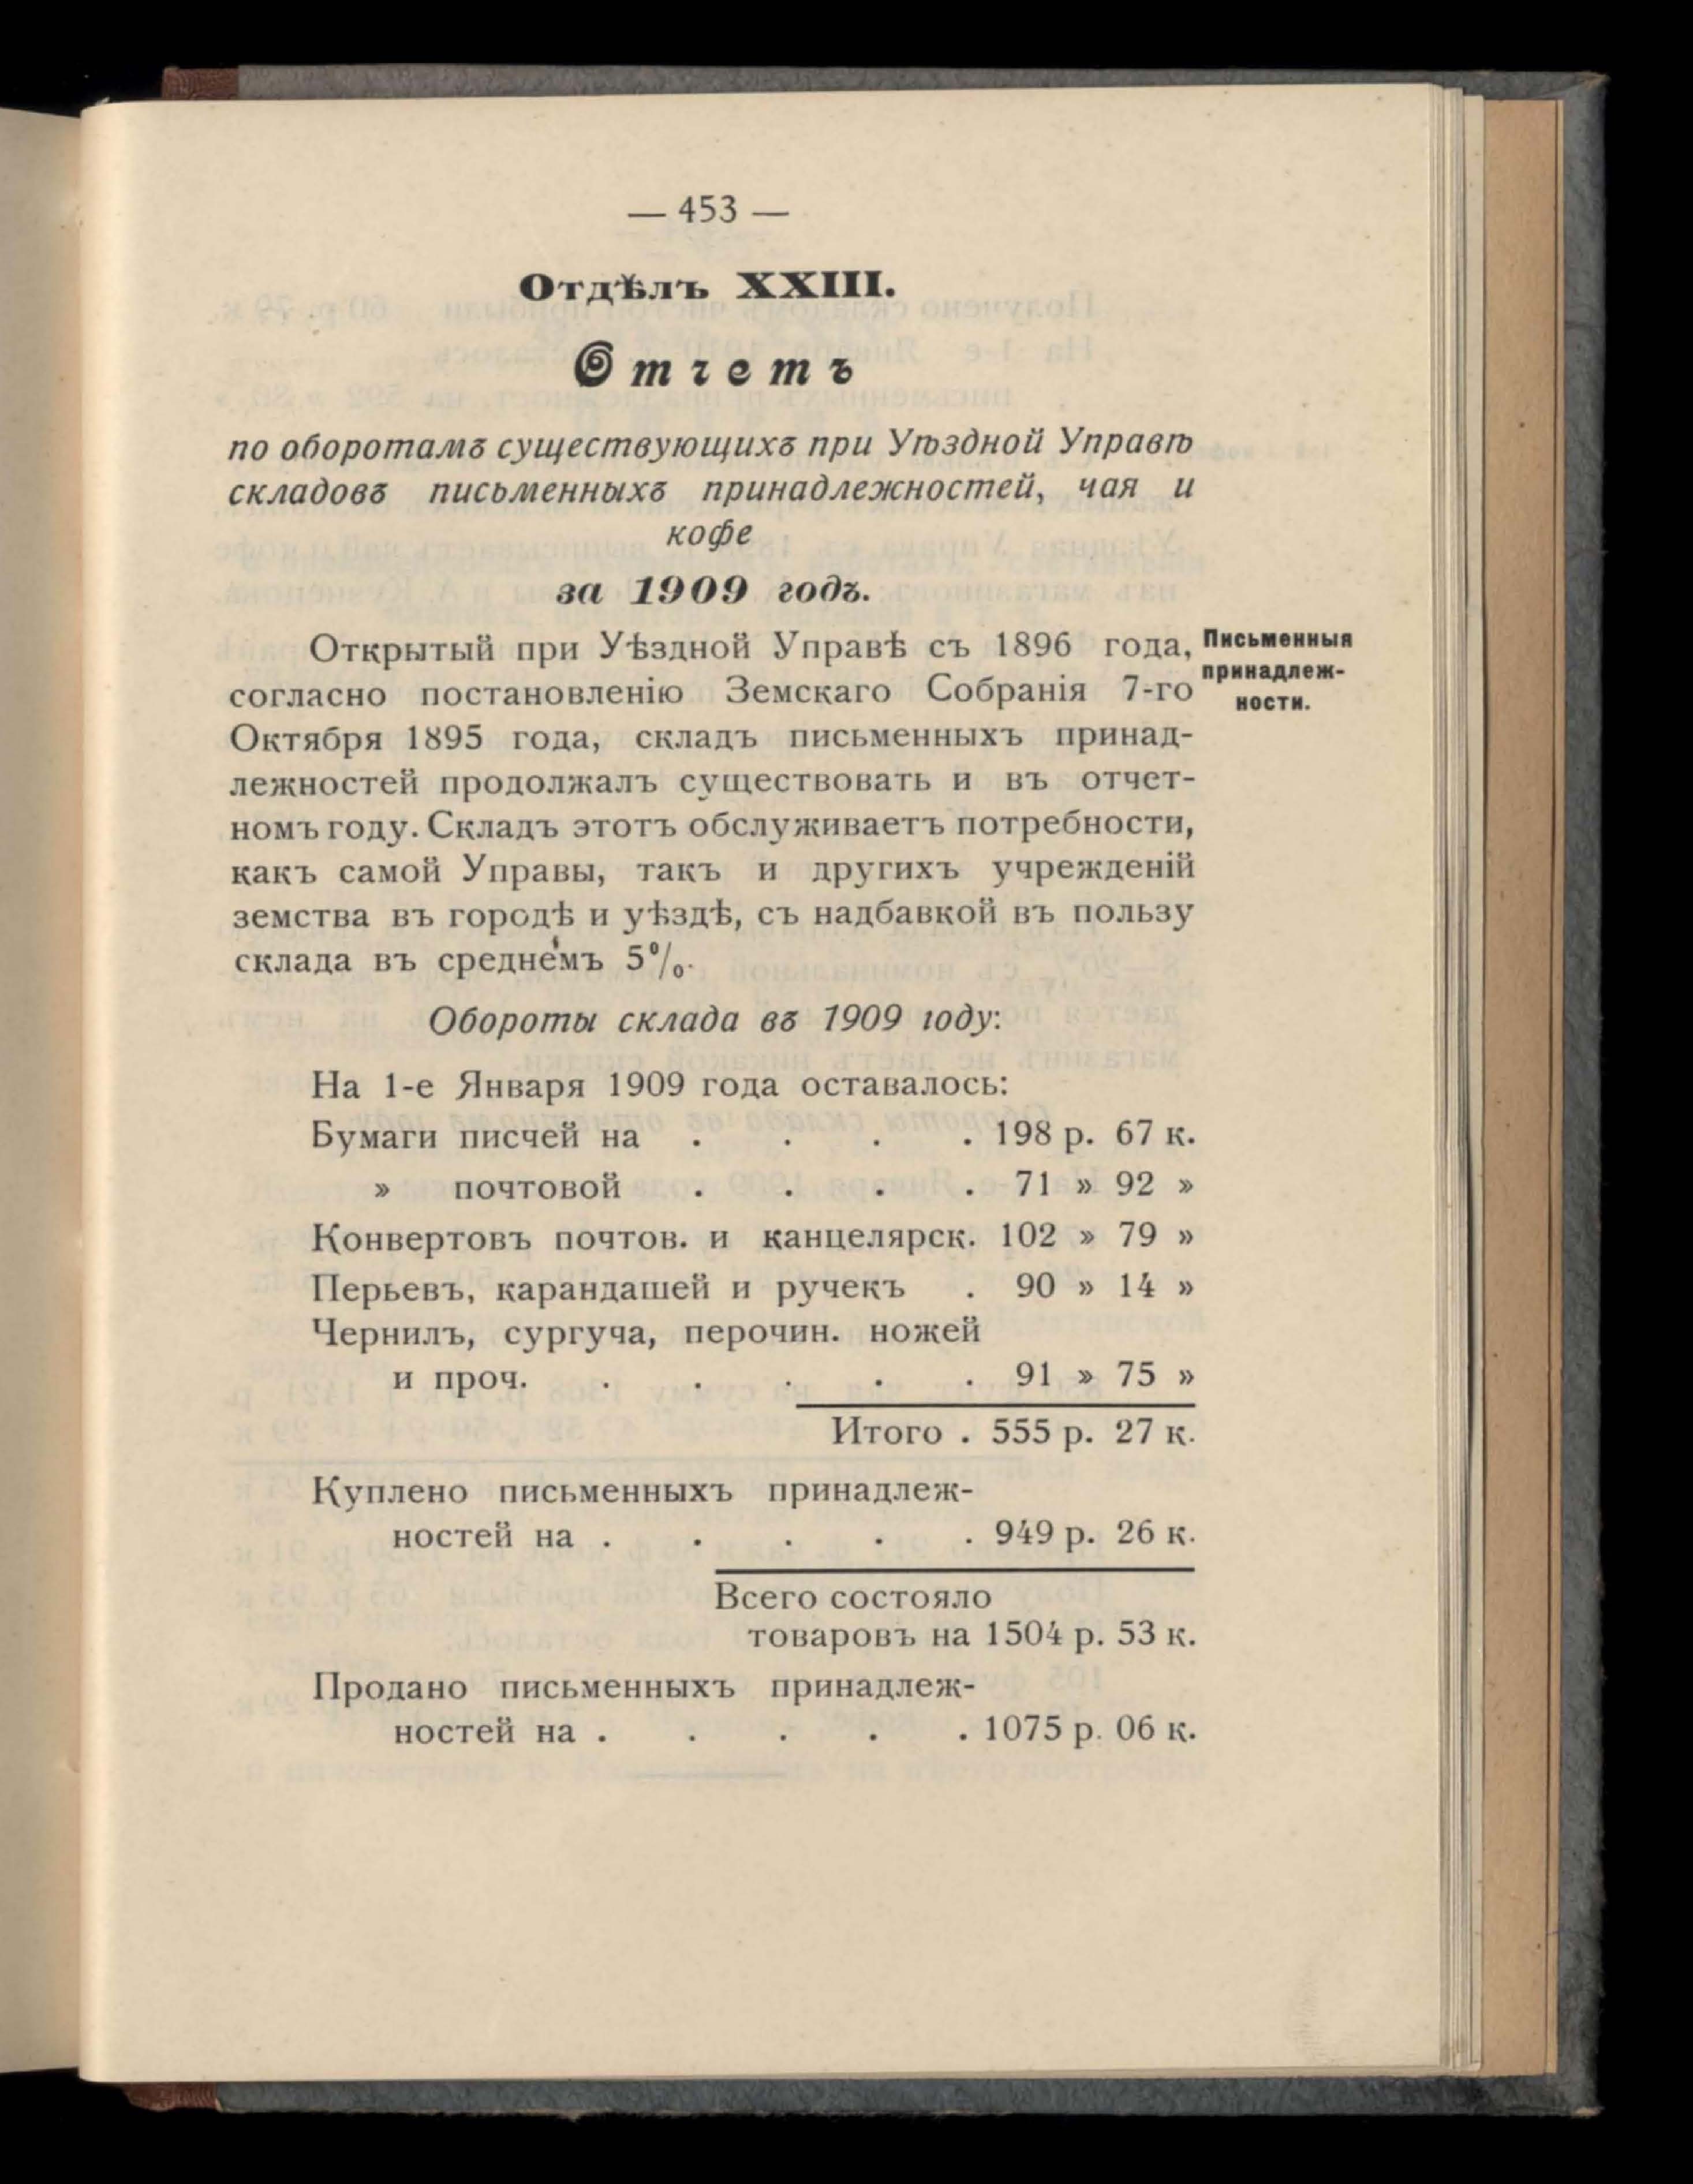 — 453 —
Отдѣлъ XXIII.
Отчетъ
по оборотамъ существующихъ при Уѣздной Управѣ
складовъ письменныхъ принадлежностей, чая и
кофе
за 1909 годъ.
Открытый при Уѣздной Управѣ съ 1896 года,
согласно постановленію Земскаго Собранія 7-го
Октября 1895 года, складъ письменныхъ принад-
лежностей продолжалъ существовать и въ отчет-
номъ году. Складъ этотъ обслуживаетъ потребности,
какъ самой Управы, такъ и другихъ учрежденій
земства въ городѣ и уѣздѣ, съ надбавкой въ пользу
склада въ среднемъ 5%.
Письменныя
принадлеж-
ности.
Обороты склада въ 1909 году:
На 1-е Января 1909 года оставалось:
Бумаги писчей на . . . . 198 р. 67 к.
» почтовой . . . . 71 » 92 »
Конвертовъ почтов. и канцелярск. 102 » 79 »
Перьевъ, карандашей и ручекъ . 90 » 14 »
Чернилъ, сургуча, перочин. ножей
и проч. . . . . . 91 » 75 »
Итого . 555 р. 27 к.
Куплено письменныхъ принадлеж-
ностей на . . . . . 949 р. 26 к.
Всего состояло
товаровъ на 1504 р. 53 к.
Продано письменныхъ принадлеж-
ностей на . . . . . 1075 р. 06 к.